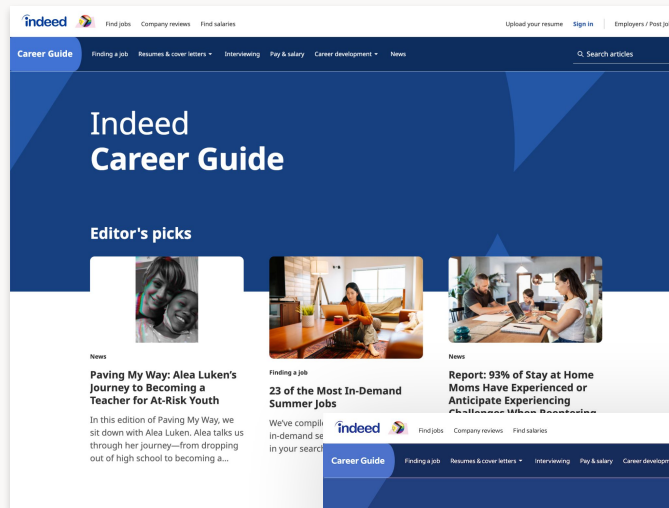 indeed Find jobs Company reviews Find salaries Upload your resume Sign in Employers / Post Job
Career Guide Finding a job Resumes & cover letters Interviewing Pay & salary Career development News Search articles
Indeed
Career Guide
Editor's picks
News
Paving My Way: Alea Luken's
Journey to Becoming a
Teacher for At-Risk Youth
In this edition of Paving My Way, we
sit down with Alea Luken. Alea talks us
through her journey—from dropping
out of high school to becoming a...
Finding a job
23 of the Most In-Demand
Summer Jobs
We've compil
in-demand se
in your search
News
Report: 93% of Stay at Home
Moms Have Experienced or
Anticipate Experiencing
Challenges When Reentering
indeed Find jobs Company reviews Find salaries
Career Guide Finding a job Resumes & cover letters Interviewing Pay & salary Career developm